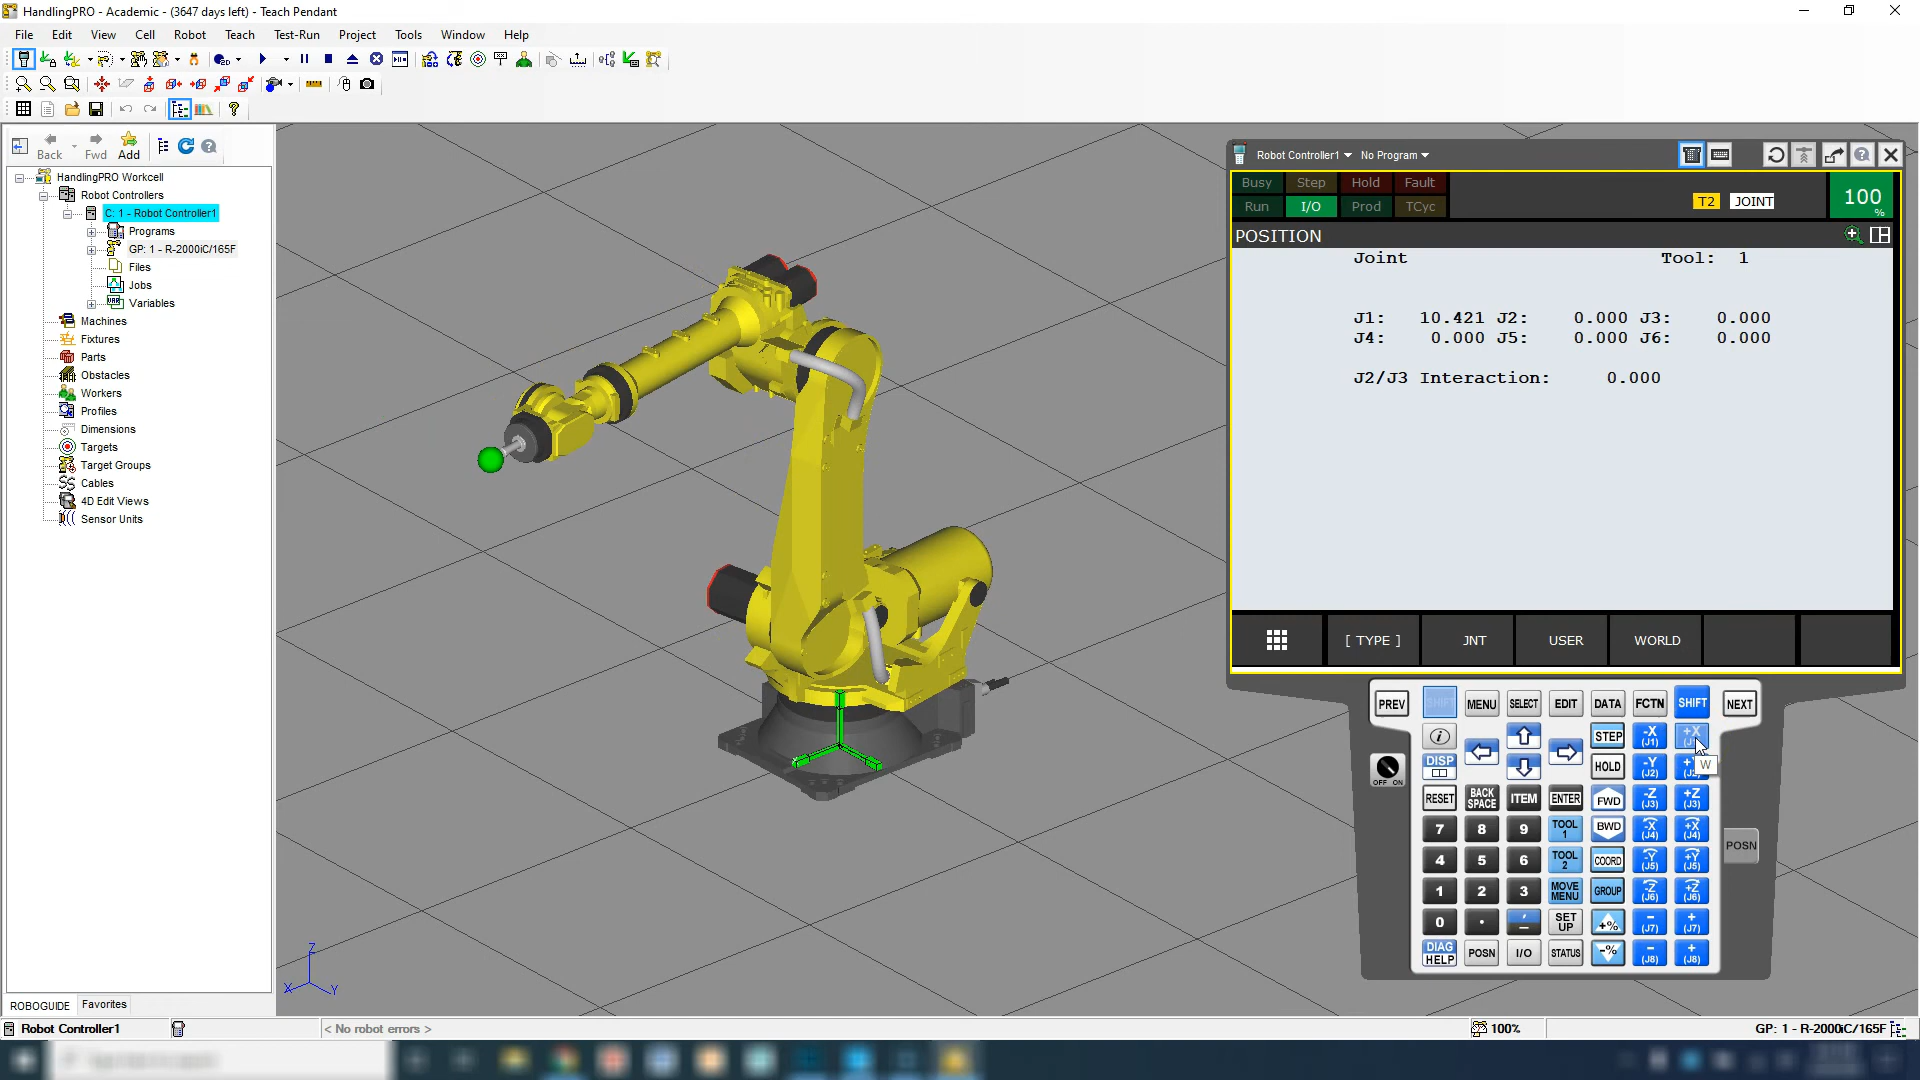 HandlingPRO - Academic - (3647 days left) - Teach Pendant
File Edit View Cell Robot Teach Test-Run Project Tools Window Help
Back Fwd Add
HandlingPRO Workcell
Robot Controllers
C: 1 - Robot Controller1
Programs
GP: 1 - R-2000iC/165F
Files
Jobs
Variables
Machines
Fixtures
Parts
Obstacles
Workers
Profiles
Dimensions
Targets
Target Groups
Cables
4D Edit Views
Sensor Units
ROBOGUIDE Favorites
Z
X Y
Robot Controller1 No Program
Busy Step Hold Fault
Run I/O Prod TCyc
T2 JOINT 100 %
POSITION
Joint Tool: 1
J1: 10.421 J2: 0.000 J3: 0.000
J4: 0.000 J5: 0.000 J6: 0.000
J2/J3 Interaction: 0.000
[ TYPE ] JNT USER WORLD
PREV SHIFT MENU SELECT EDIT DATA FCTN SHIFT NEXT
i STEP -X (J1) +X
OFF ON DISP HOLD -Y (J2) W
RESET BACK SPACE ITEM ENTER FWD -Z (J3) +Z (J3)
7 8 9 TOOL 1 BWD -X (J4) +X (J4)
4 5 6 TOOL 2 COORD -Y (J5) +Y (J5) POSN
1 2 3 MOVE MENU GROUP -Z (J6) +Z (J6)
0 . SET UP +% - (J7) + (J7)
DIAG HELP POSN I/O STATUS -% - (J8) + (J8)
Robot Controller1 < No robot errors > 100% GP: 1 - R-2000iC/165F